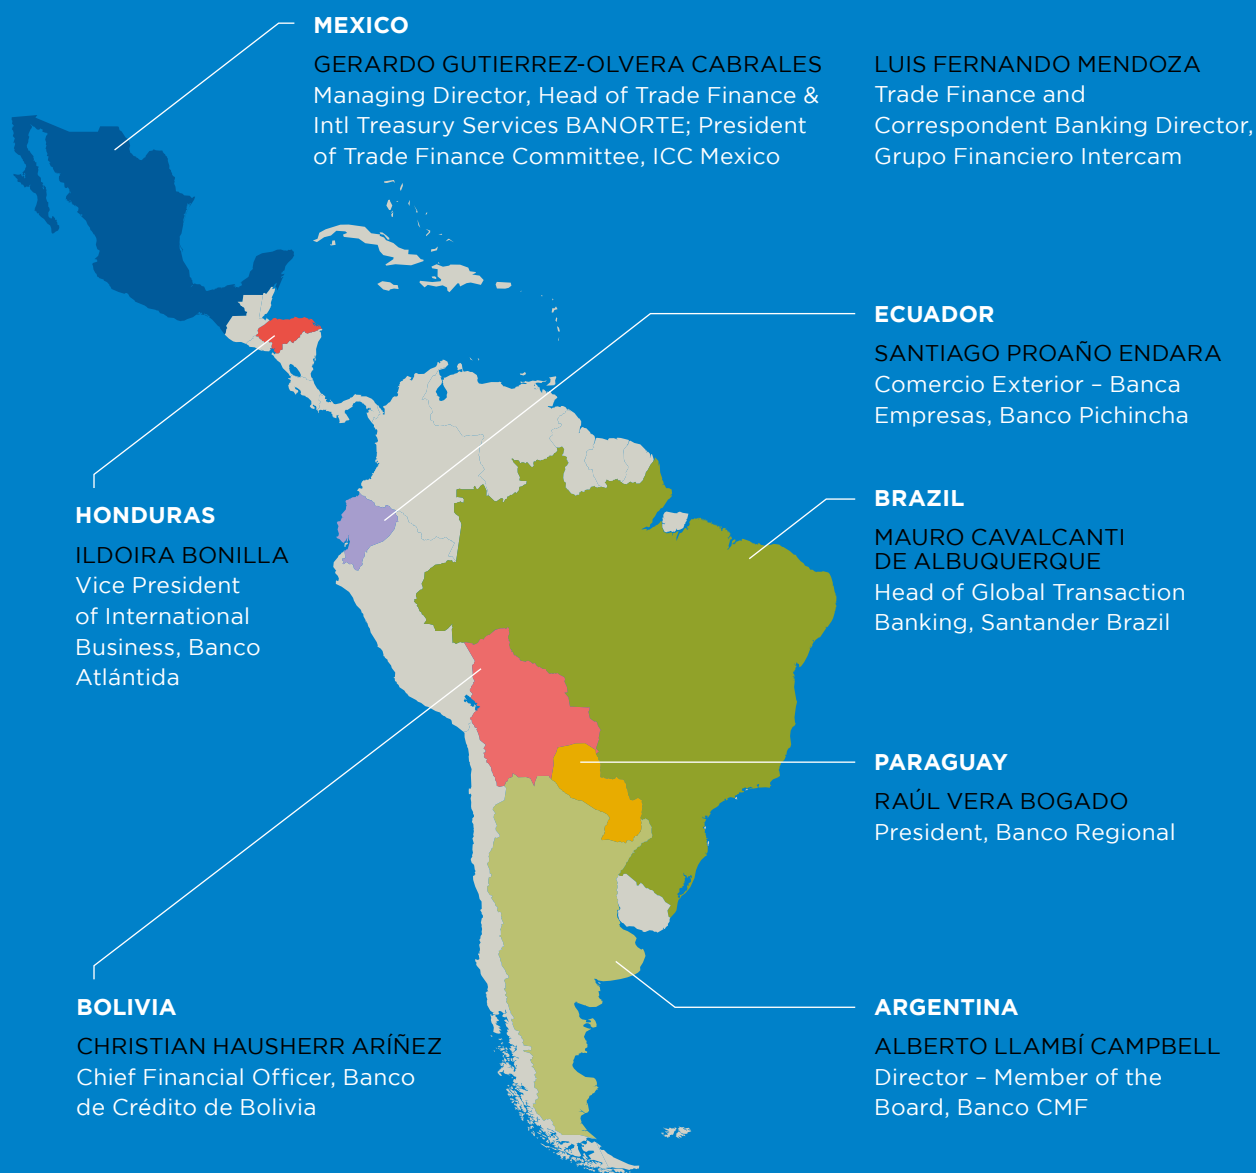 MEXICO
GERARDO GUTIERREZ-OLVERA CABRALES
Managing Director, Head of Trade Finance &
Intl Treasury Services BANORTE; President
of Trade Finance Committee, ICC Mexico
LUIS FERNANDO MENDOZA
Trade Finance and
Correspondent Banking Director,
Grupo Financiero Intercam
ECUADOR
SANTIAGO PROAÑO ENDARA
Comercio Exterior – Banca
Empresas, Banco Pichincha
HONDURAS
ILDOIRA BONILLA
Vice President
of International
Business, Banco
Atlántida
BRAZIL
MAURO CAVALCANTI
DE ALBUQUERQUE
Head of Global Transaction
Banking, Santander Brazil
PARAGUAY
RAÚL VERA BOGADO
President, Banco Regional
BOLIVIA
CHRISTIAN HAUSHERR ARÍÑEZ
Chief Financial Officer, Banco
de Crédito de Bolivia
ARGENTINA
ALBERTO LLAMBÍ CAMPBELL
Director – Member of the
Board, Banco CMF